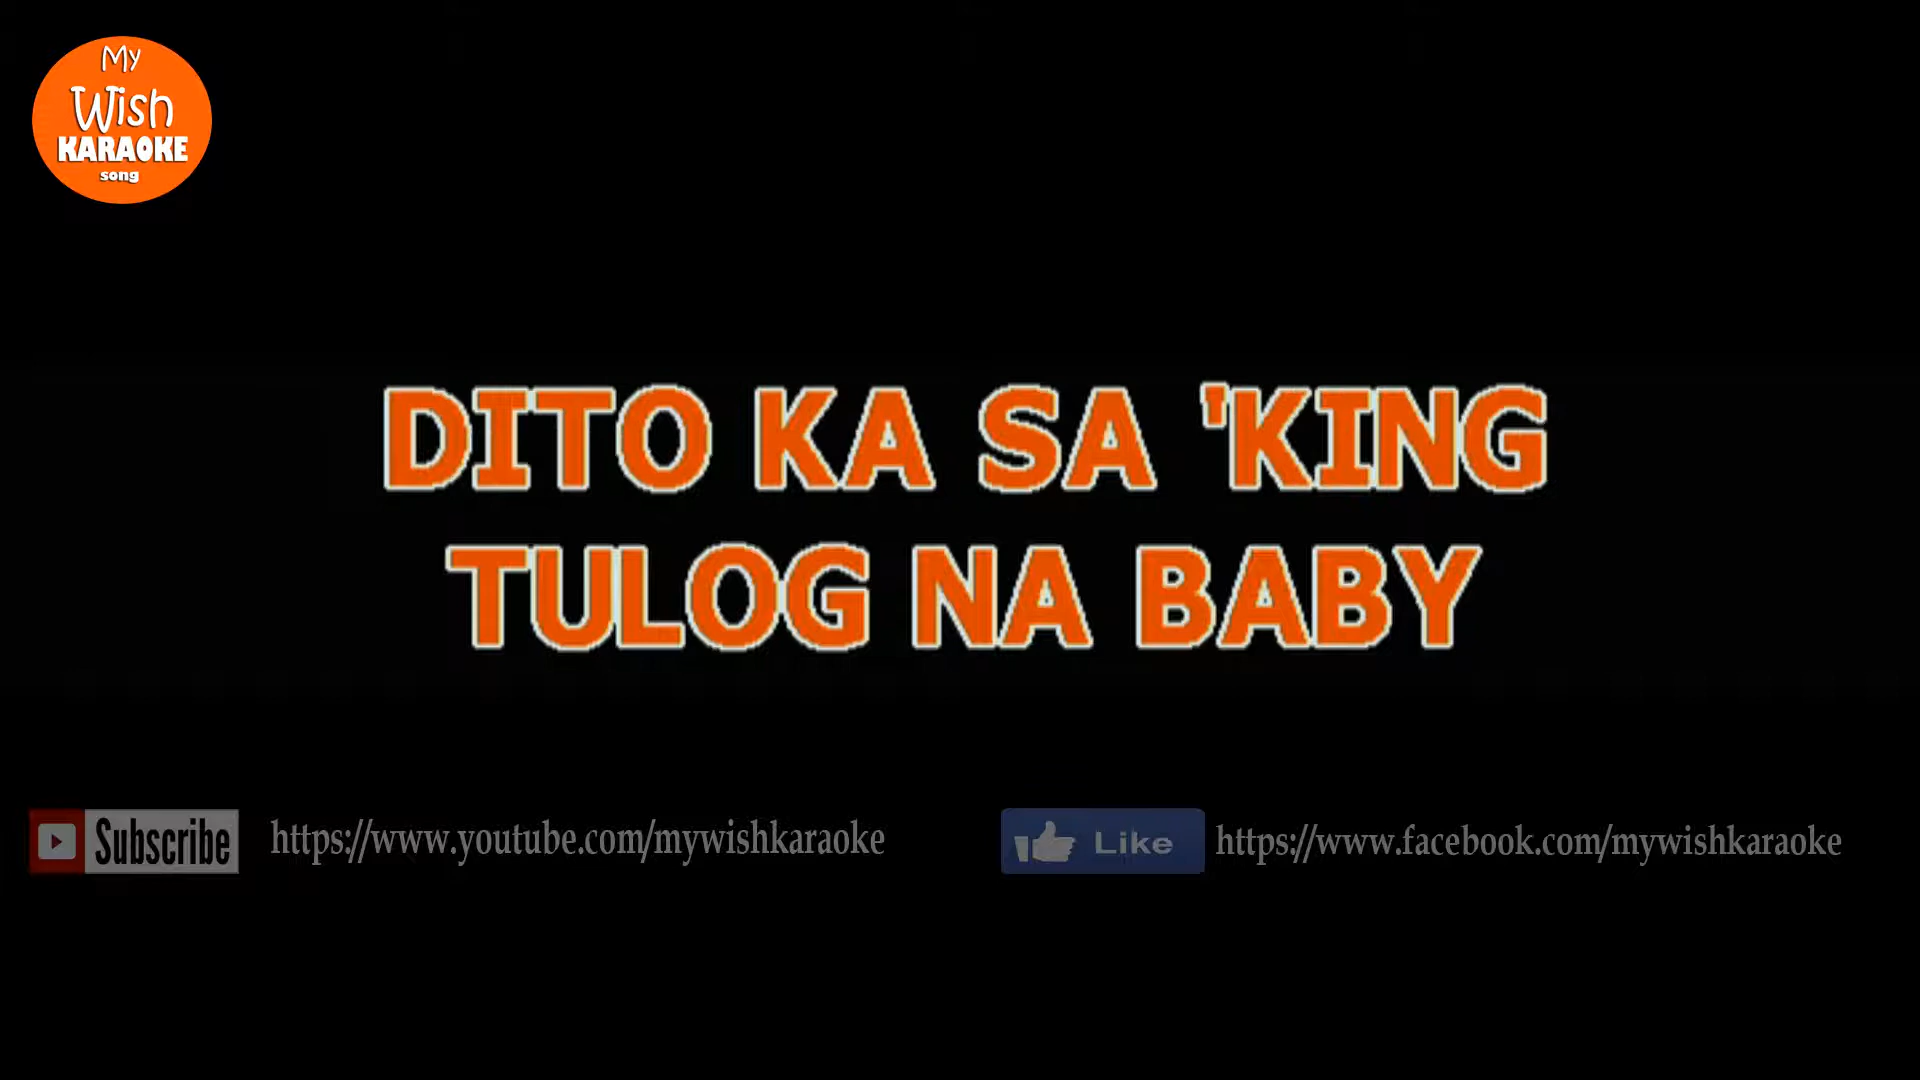 My
Wish
KARAOKE
song
DITO KA SA 'KING
TULOG NA BABY
Subscribe https://www.youtube.com/mywishkaraoke
Like https://www.facebook.com/mywishkaraoke